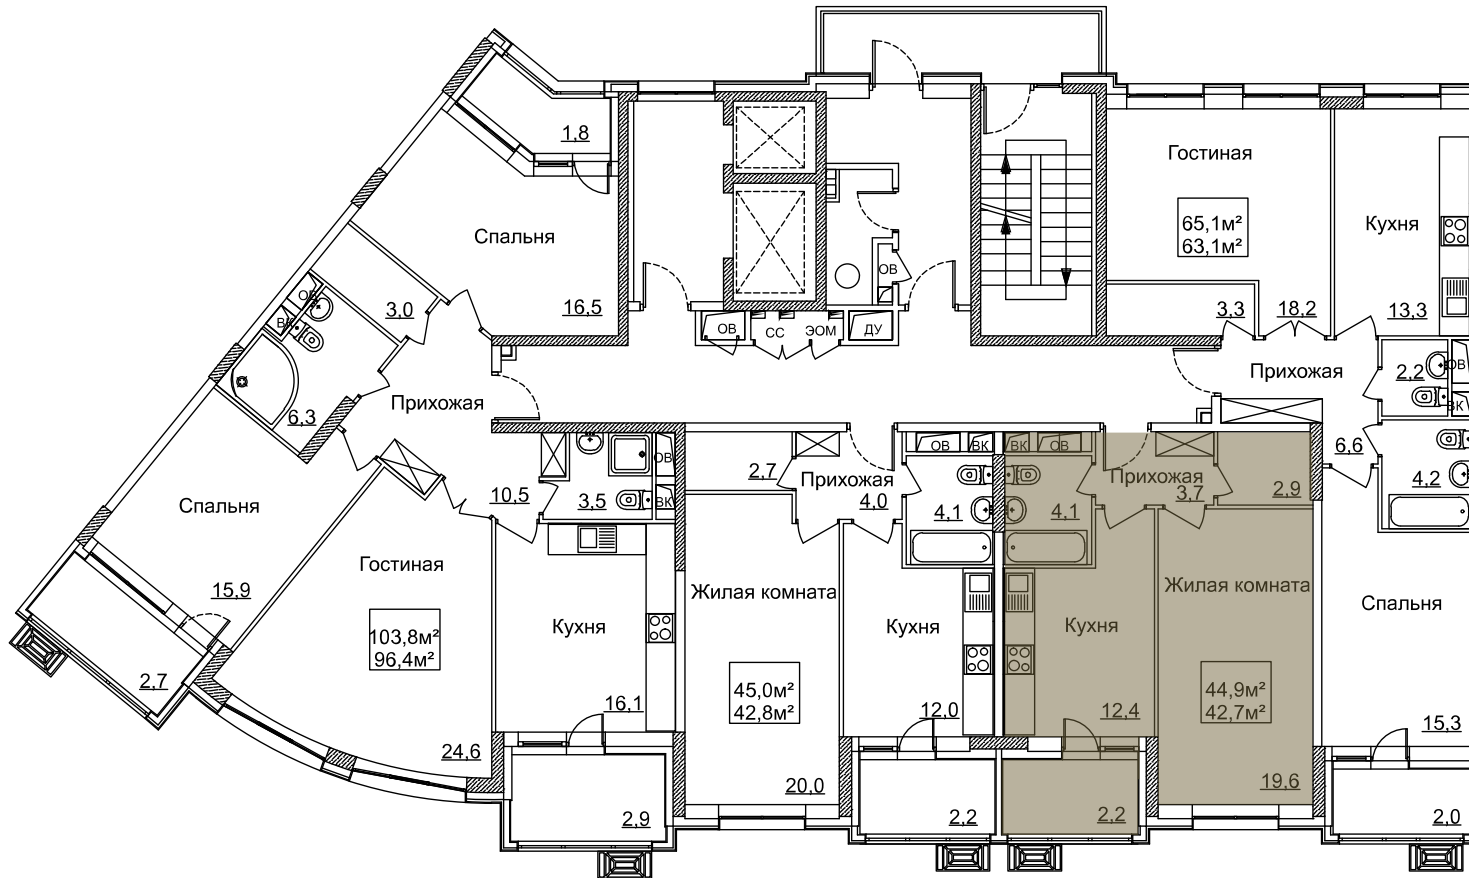 1,8
Гостиная
65,1м²
63,1м²
Кухня
Спальня
ОВ
ОВ
ВК
3,0
16,5
3,3
18,2
13,3
ОВ
СС
ЭОМ
ДУ
Прихожая
2,2
ОВ
ВК
6,3
Прихожая
ОВ
ВК
ВК
ОВ
6,6
4,2
Спальня
10,5
3,5
ОВ
ВК
2,7
Прихожая
4,0
4,1
4,1
Прихожая
3,7
2,9
15,9
Гостиная
Жилая комната
Жилая комната
Спальня
103,8м²
96,4м²
Кухня
Кухня
Кухня
2,7
16,1
45,0м²
42,8м²
12,0
12,4
44,9м²
42,7м²
15,3
24,6
20,0
19,6
2,9
2,2
2,2
2,0